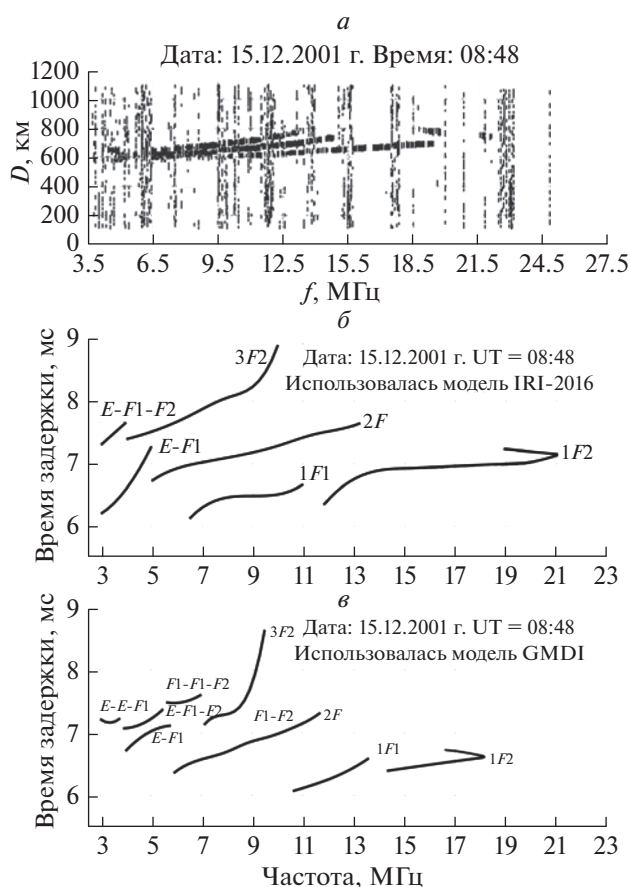 а
Дата: 15.12.2001 г. Время: 08:48
1200
1000
800
600
400
200
0
D, км
3.5 6.5 9.5 12.5 15.5 18.5 21.5 24.5 27.5
f, МГц
б
9
8
7
6
Время задержки, мс
Дата: 15.12.2001 г. UT = 08:48
Использовалась модель IRI-2016
3F2
E-F1-F2
E-F1
2F
1F1
1F2
3 5 7 9 11 13 15 17 19 21 23
в
9
8
7
6
Время задержки, мс
Дата: 15.12.2001 г. UT = 08:48
Использовалась модель GMDI
3F2
F1-F1-F2
E-E-F1
E-F1-F2
E-F1
F1-F2
2F
1F1
1F2
3 5 7 9 11 13 15 17 19 21 23
Частота, МГц